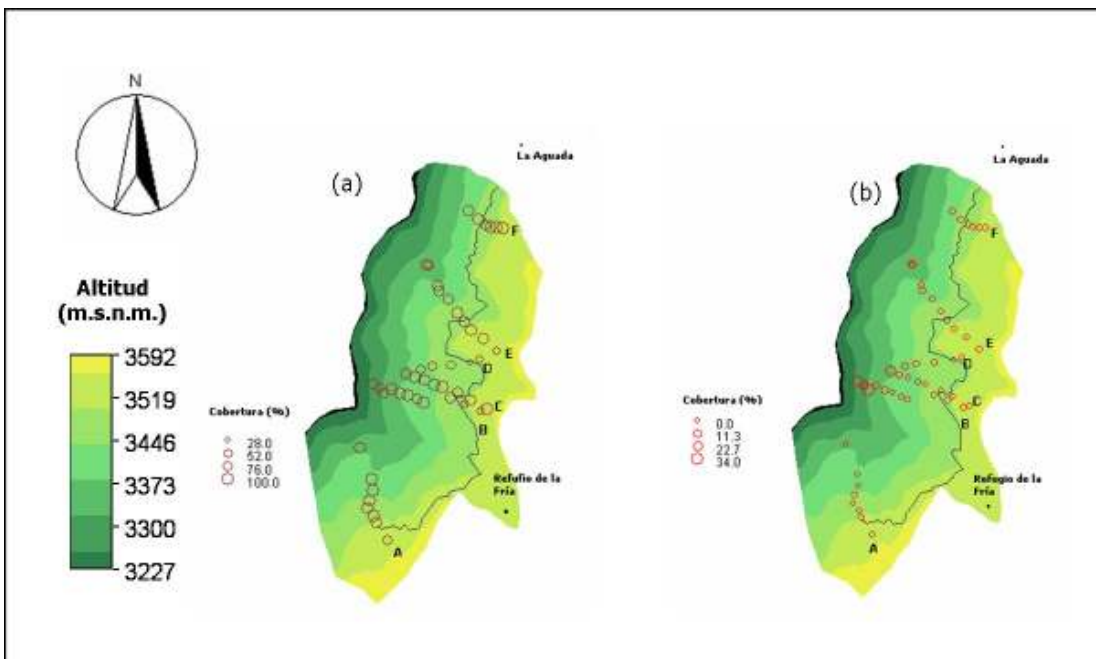 N
Altitud
(m.s.n.m.)
3592
3519
3446
3373
3300
3227
(a)
La Aguada
F
E
D
C
B
A
Refuño de la
Fría
Cobertura (%)
28.0
52.0
76.0
100.0
(b)
La Aguada
F
E
D
C
B
A
Refugio de la
Fría
Cobertura (%)
0.0
11.3
22.7
34.0